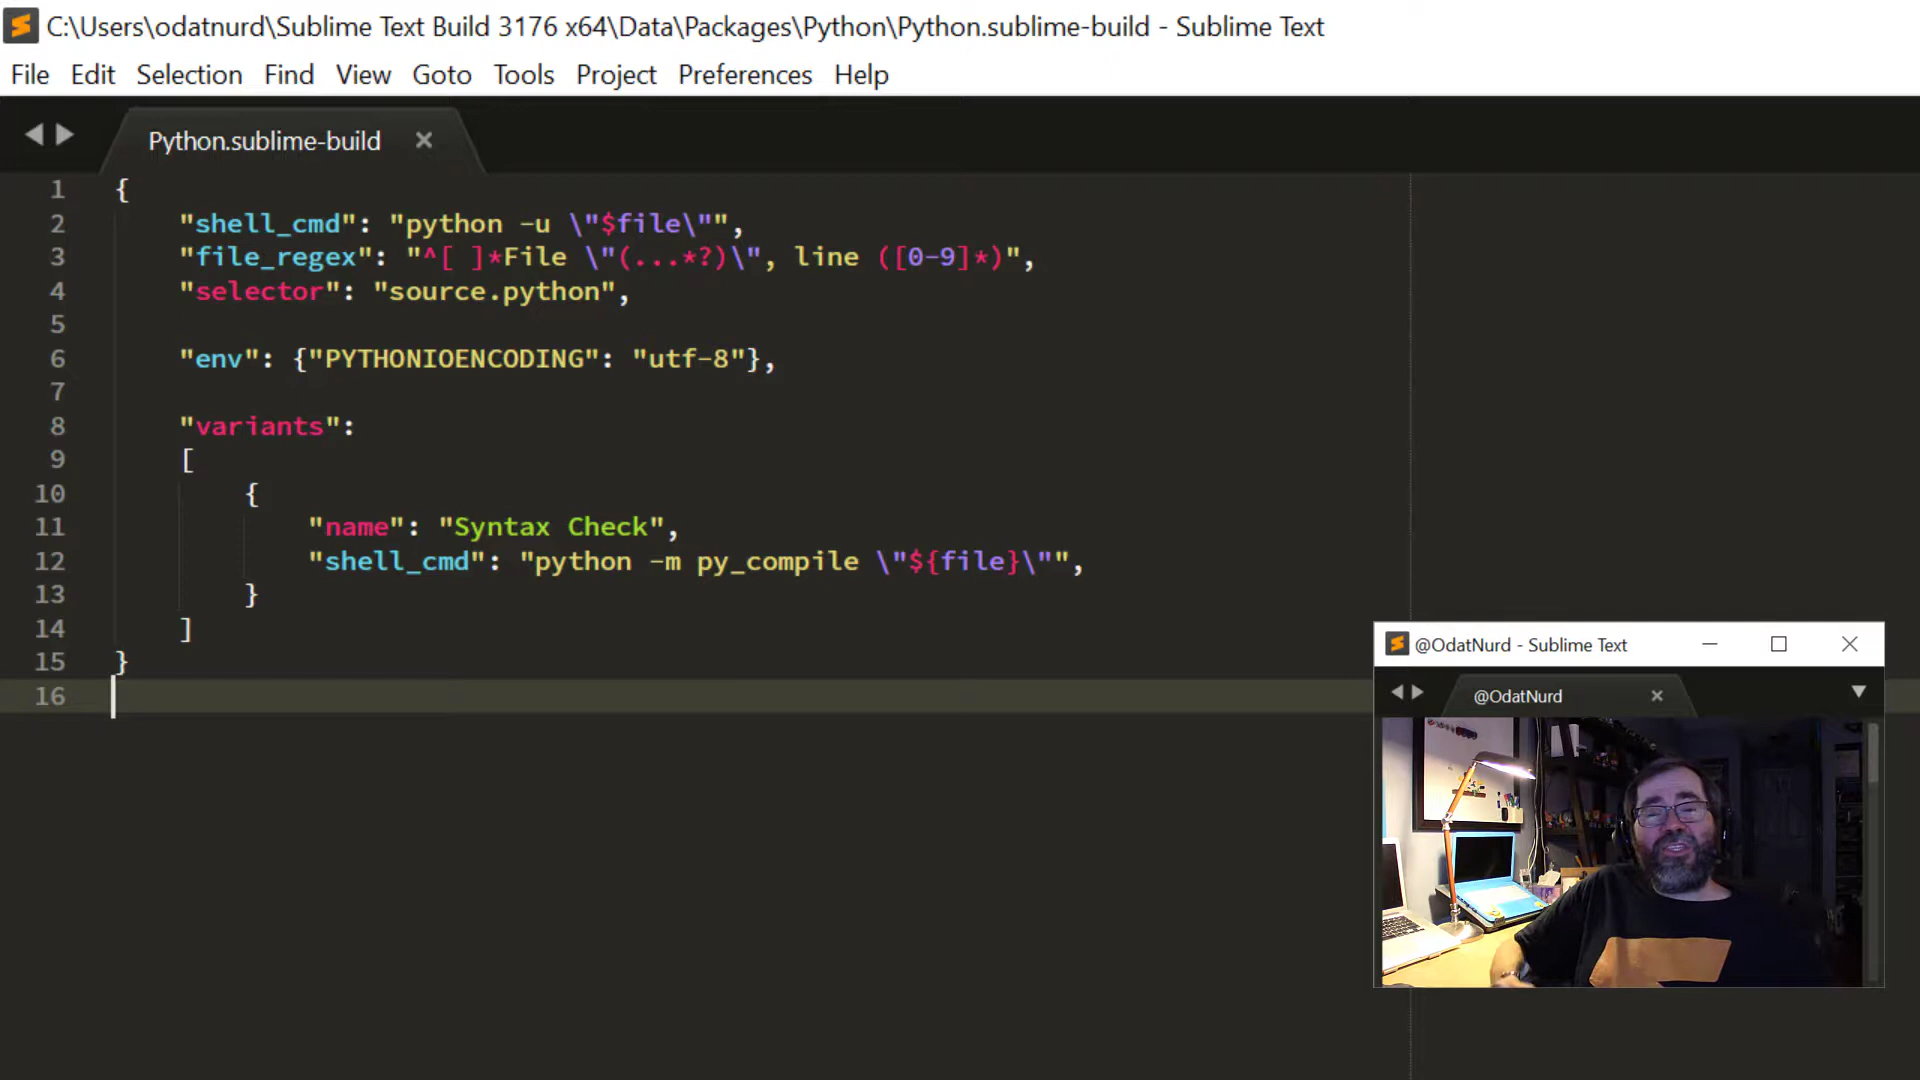 C:\Users\odatnurd\Sublime Text Build 3176 x64\Data\Packages\Python\Python.sublime-build - Sublime Text
File Edit Selection Find View Goto Tools Project Preferences Help
Python.sublime-build
1 {
2 "shell_cmd": "python -u \"$file\"",
3 "file_regex": "^[ ]*File \"(...*?)\", line ([0-9]*)",
4 "selector": "source.python",
5
6 "env": {"PYTHONIOENCODING": "utf-8"},
7
8 "variants":
9 [
10 {
11 "name": "Syntax Check",
12 "shell_cmd": "python -m py_compile \"${file}\"",
13 }
14 ]
15 }
16
@OdatNurd - Sublime Text
@OdatNurd